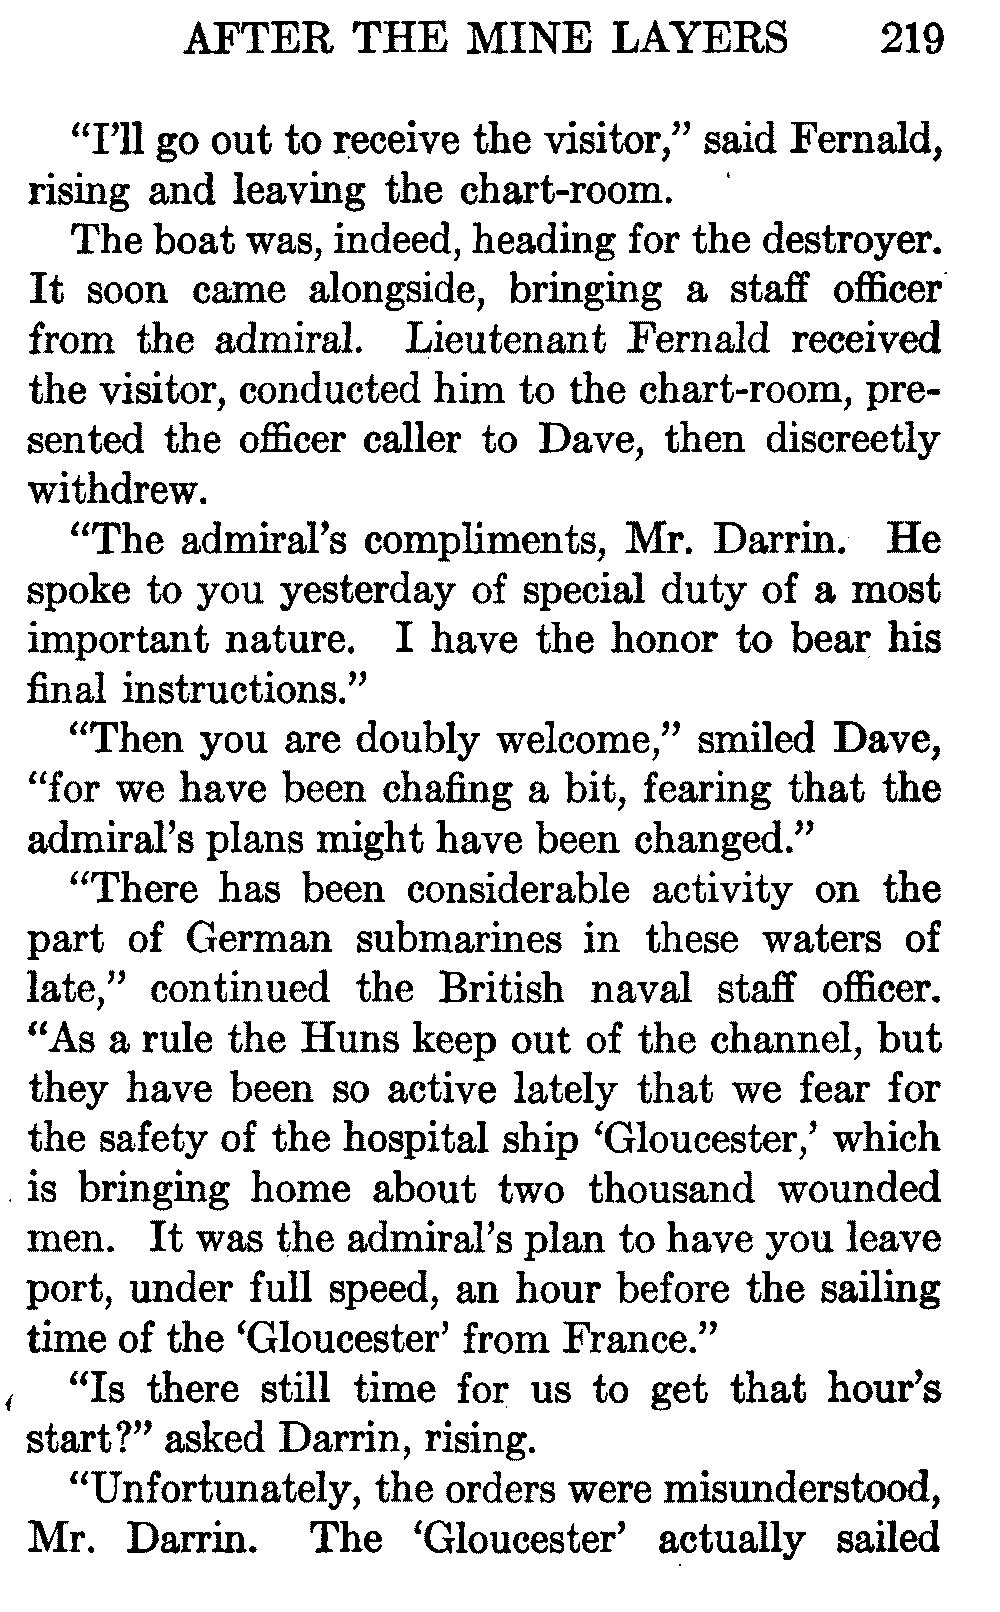 AFTER THE MINE LAYERS 219
“I’ll go out to receive the visitor,” said Fernald,
rising and leaving the chart-room.
The boat was, indeed, heading for the destroyer.
It soon came alongside, bringing a staff officer
from the admiral. Lieutenant Fernald received
the visitor, conducted him to the chart-room, pre-
sented the officer caller to Dave, then discreetly
withdrew.
“The admiral’s compliments, Mr. Darrin. He
spoke to you yesterday of special duty of a most
important nature. I have the honor to bear his
final instructions.”
“Then you are doubly welcome,” smiled Dave,
“for we have been chafing a bit, fearing that the
admiral’s plans might have been changed.”
“There has been considerable activity on the
part of German submarines in these waters of
late,” continued the British naval staff officer.
“As a rule the Huns keep out of the channel, but
they have been so active lately that we fear for
the safety of the hospital ship ‘Gloucester,’ which
is bringing home about two thousand wounded
men. It was the admiral’s plan to have you leave
port, under full speed, an hour before the sailing
time of the ‘Gloucester’ from France.”
“Is there still time for us to get that hour’s
start?” asked Darrin, rising.
“Unfortunately, the orders were misunderstood,
Mr. Darrin. The ‘Gloucester’ actually sailed